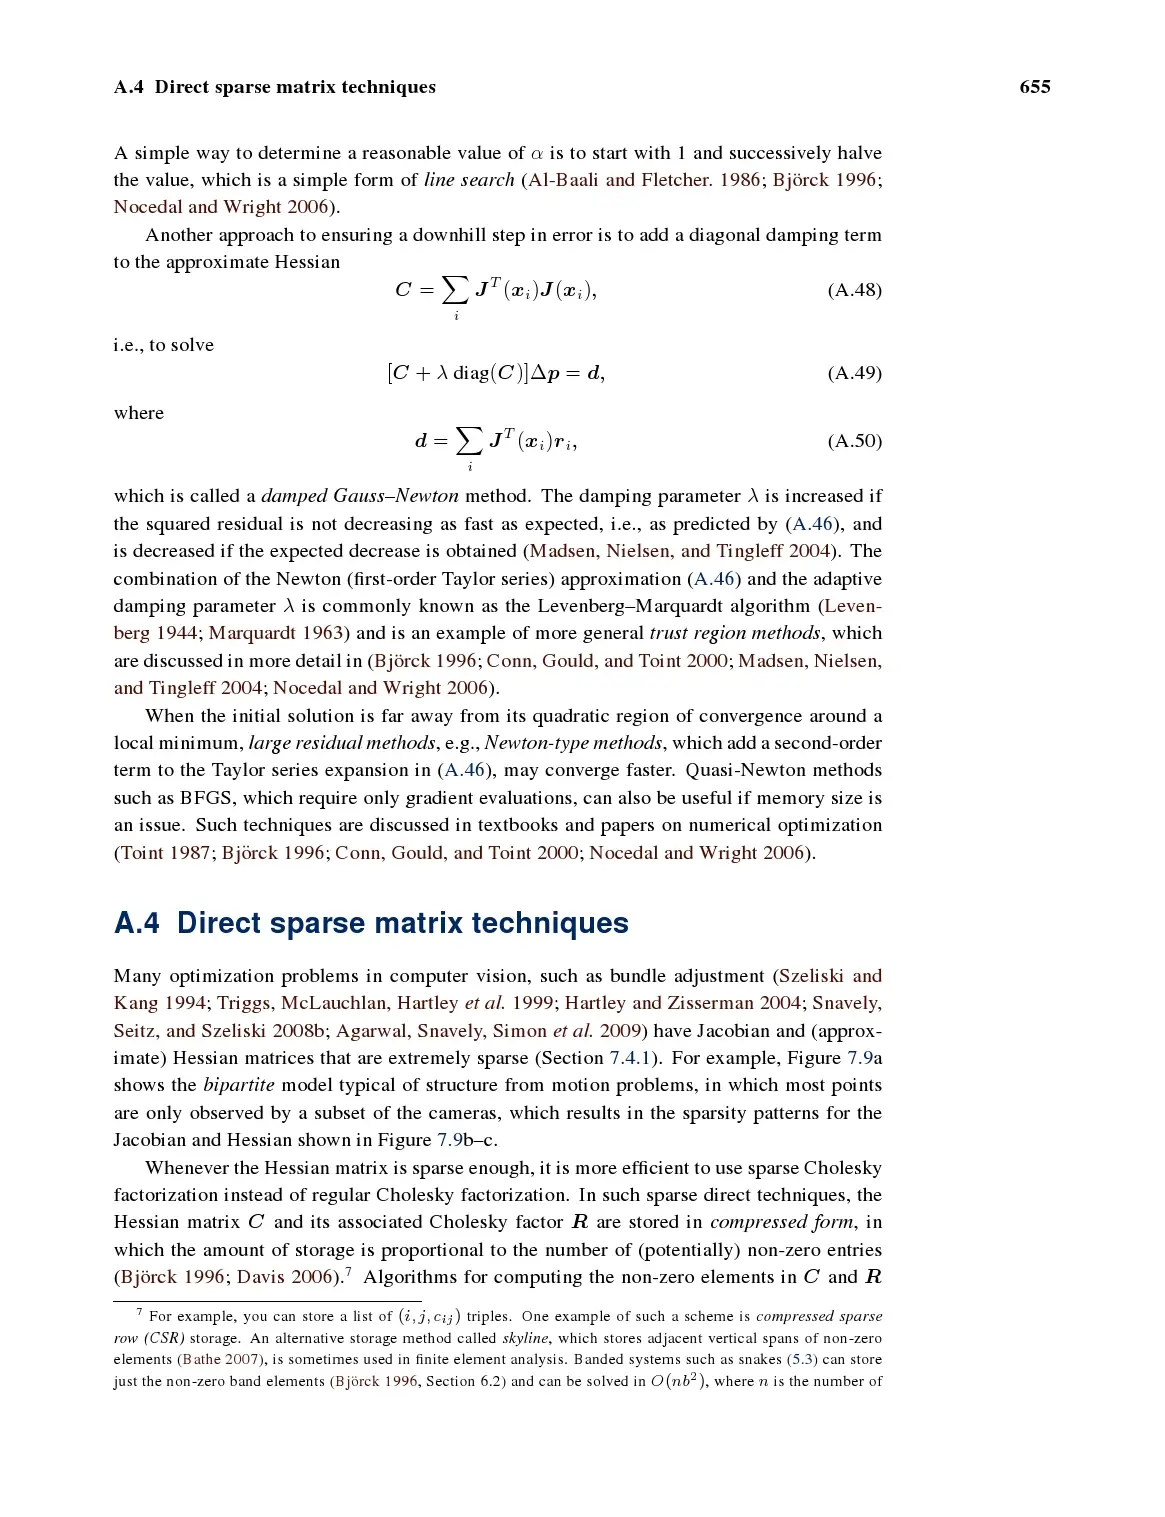 A.4 Direct sparse matrix techniques 655
A simple way to determine a reasonable value of α is to start with 1 and successively halve
the value, which is a simple form of line search (Al-Baali and Fletcher. 1986; Björck 1996;
Nocedal and Wright 2006).
Another approach to ensuring a downhill step in error is to add a diagonal damping term
to the approximate Hessian
C = ∑_i J^T(x_i)J(x_i), (A.48)
i.e., to solve
[C + λ diag(C)]Δp = d, (A.49)
where
d = ∑_i J^T(x_i)r_i, (A.50)
which is called a damped Gauss–Newton method. The damping parameter λ is increased if
the squared residual is not decreasing as fast as expected, i.e., as predicted by (A.46), and
is decreased if the expected decrease is obtained (Madsen, Nielsen, and Tingleff 2004). The
combination of the Newton (first-order Taylor series) approximation (A.46) and the adaptive
damping parameter λ is commonly known as the Levenberg–Marquardt algorithm (Leven-
berg 1944; Marquardt 1963) and is an example of more general trust region methods, which
are discussed in more detail in (Björck 1996; Conn, Gould, and Toint 2000; Madsen, Nielsen,
and Tingleff 2004; Nocedal and Wright 2006).
When the initial solution is far away from its quadratic region of convergence around a
local minimum, large residual methods, e.g., Newton-type methods, which add a second-order
term to the Taylor series expansion in (A.46), may converge faster. Quasi-Newton methods
such as BFGS, which require only gradient evaluations, can also be useful if memory size is
an issue. Such techniques are discussed in textbooks and papers on numerical optimization
(Toint 1987; Björck 1996; Conn, Gould, and Toint 2000; Nocedal and Wright 2006).
A.4 Direct sparse matrix techniques
Many optimization problems in computer vision, such as bundle adjustment (Szeliski and
Kang 1994; Triggs, McLauchlan, Hartley et al. 1999; Hartley and Zisserman 2004; Snavely,
Seitz, and Szeliski 2008b; Agarwal, Snavely, Simon et al. 2009) have Jacobian and (approx-
imate) Hessian matrices that are extremely sparse (Section 7.4.1). For example, Figure 7.9a
shows the bipartite model typical of structure from motion problems, in which most points
are only observed by a subset of the cameras, which results in the sparsity patterns for the
Jacobian and Hessian shown in Figure 7.9b–c.
Whenever the Hessian matrix is sparse enough, it is more efficient to use sparse Cholesky
factorization instead of regular Cholesky factorization. In such sparse direct techniques, the
Hessian matrix C and its associated Cholesky factor R are stored in compressed form, in
which the amount of storage is proportional to the number of (potentially) non-zero entries
(Björck 1996; Davis 2006).⁷ Algorithms for computing the non-zero elements in C and R
⁷ For example, you can store a list of (i, j, c_ij) triples. One example of such a scheme is compressed sparse
row (CSR) storage. An alternative storage method called skyline, which stores adjacent vertical spans of non-zero
elements (Bathe 2007), is sometimes used in finite element analysis. Banded systems such as snakes (5.3) can store
just the non-zero band elements (Björck 1996, Section 6.2) and can be solved in O(nb²), where n is the number of